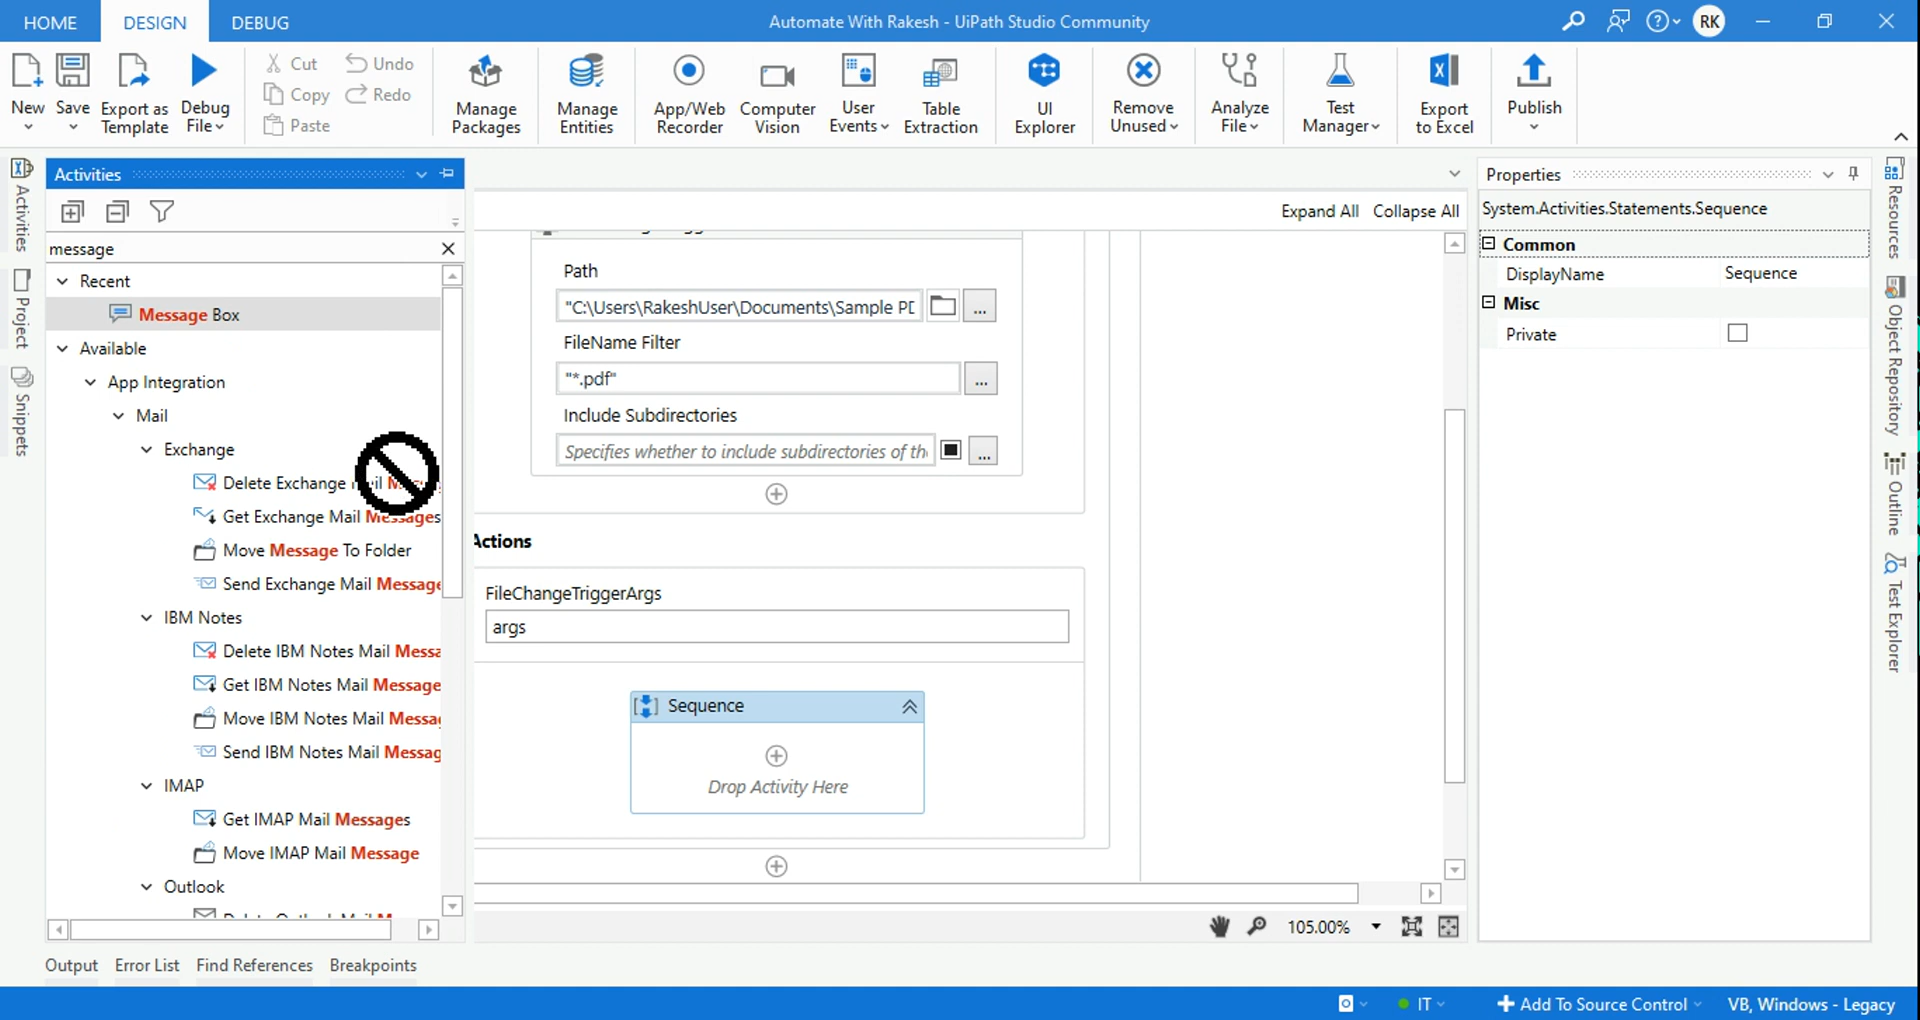 HOME DESIGN DEBUG Automate With Rakesh - UiPath Studio Community RK
New Save Export as Template Debug File
Cut Undo
Copy Redo
Paste
Manage Packages Manage Entities App/Web Recorder Computer Vision User Events Table Extraction UI Explorer Remove Unused Analyze File Test Manager Export to Excel Publish
Activities
Project
Snippets
Activities
message
Recent
Message Box
Available
App Integration
Mail
Exchange
Delete Exchange
Get Exchange Mail Messages
Move Message To Folder
Send Exchange Mail Message
IBM Notes
Delete IBM Notes Mail Messa
Get IBM Notes Mail Message
Move IBM Notes Mail Messa
Send IBM Notes Mail Messag
IMAP
Get IMAP Mail Messages
Move IMAP Mail Message
Outlook
Expand All Collapse All
Path
"C:\Users\RakeshUser\Documents\Sample PD
...
FileName Filter
"*.pdf"
...
Include Subdirectories
Specifies whether to include subdirectories of th
...
Actions
FileChangeTriggerArgs
args
Sequence
Drop Activity Here
105.00%
Properties
System.Activities.Statements.Sequence
Common
DisplayName Sequence
Misc
Private
Resources
Object Repository
Outline
Test Explorer
Output Error List Find References Breakpoints
IT Add To Source Control VB, Windows - Legacy